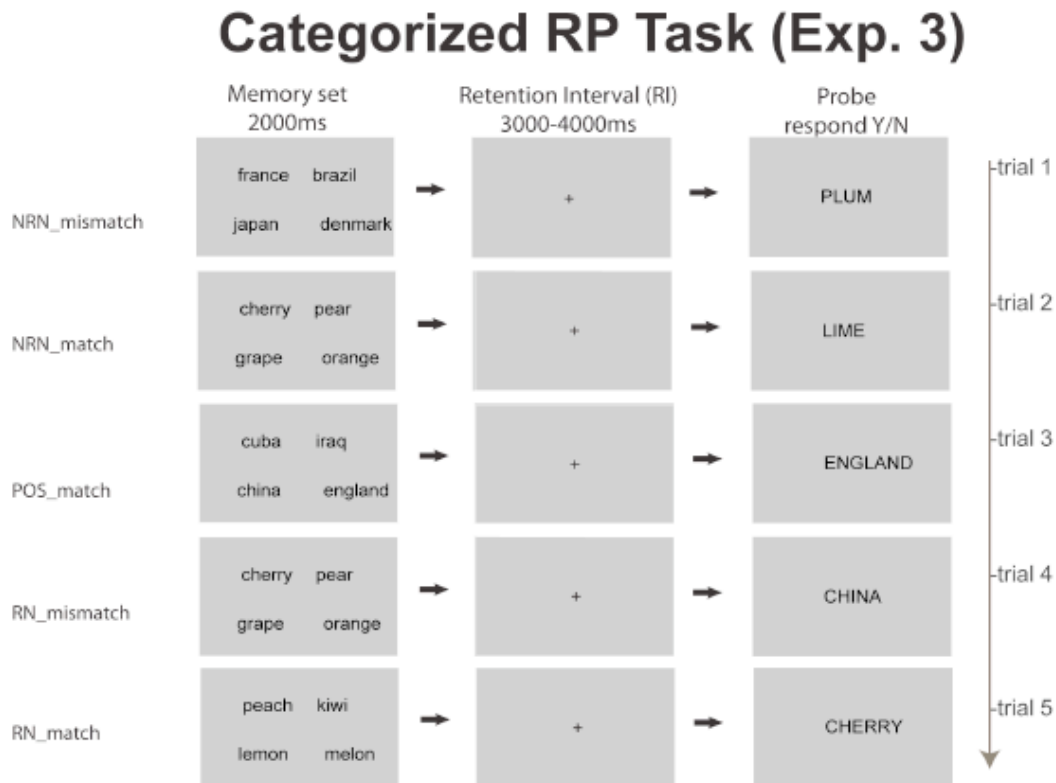 Categorized RP Task (Exp. 3)
Memory set
2000ms
Retention Interval (RI)
3000-4000ms
Probe
respond Y/N
NRN_mismatch
france brazil
japan denmark
+
PLUM
trial 1
NRN_match
cherry pear
grape orange
+
LIME
trial 2
POS_match
cuba iraq
china england
+
ENGLAND
trial 3
RN_mismatch
cherry pear
grape orange
+
CHINA
trial 4
RN_match
peach kiwi
lemon melon
+
CHERRY
trial 5